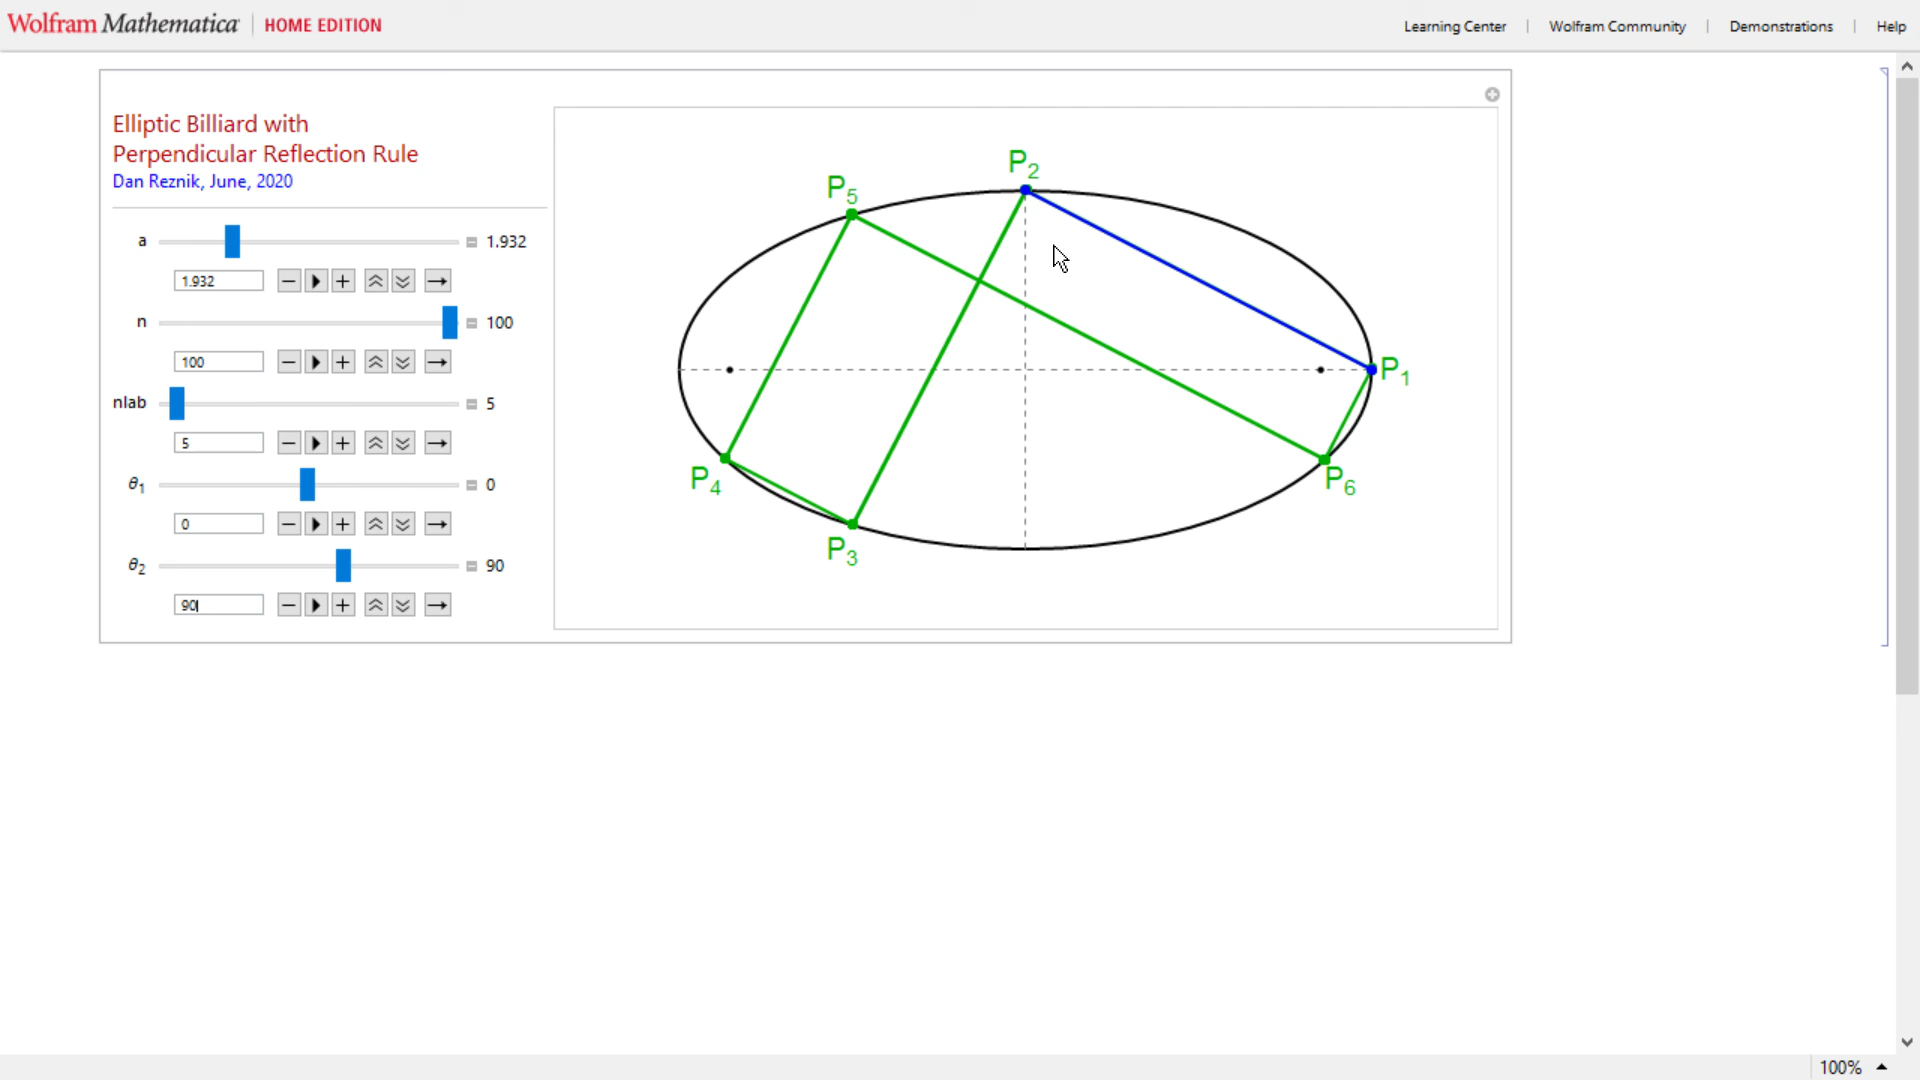 Wolfram Mathematica | HOME EDITION
Learning Center | Wolfram Community | Demonstrations | Help
Elliptic Billiard with
Perpendicular Reflection Rule
Dan Reznik, June, 2020
a 1.932
1.932
n 100
100
nlab 5
5
θ1 0
0
θ2 90
90
P2
P5
P1
P4
P6
P3
100%